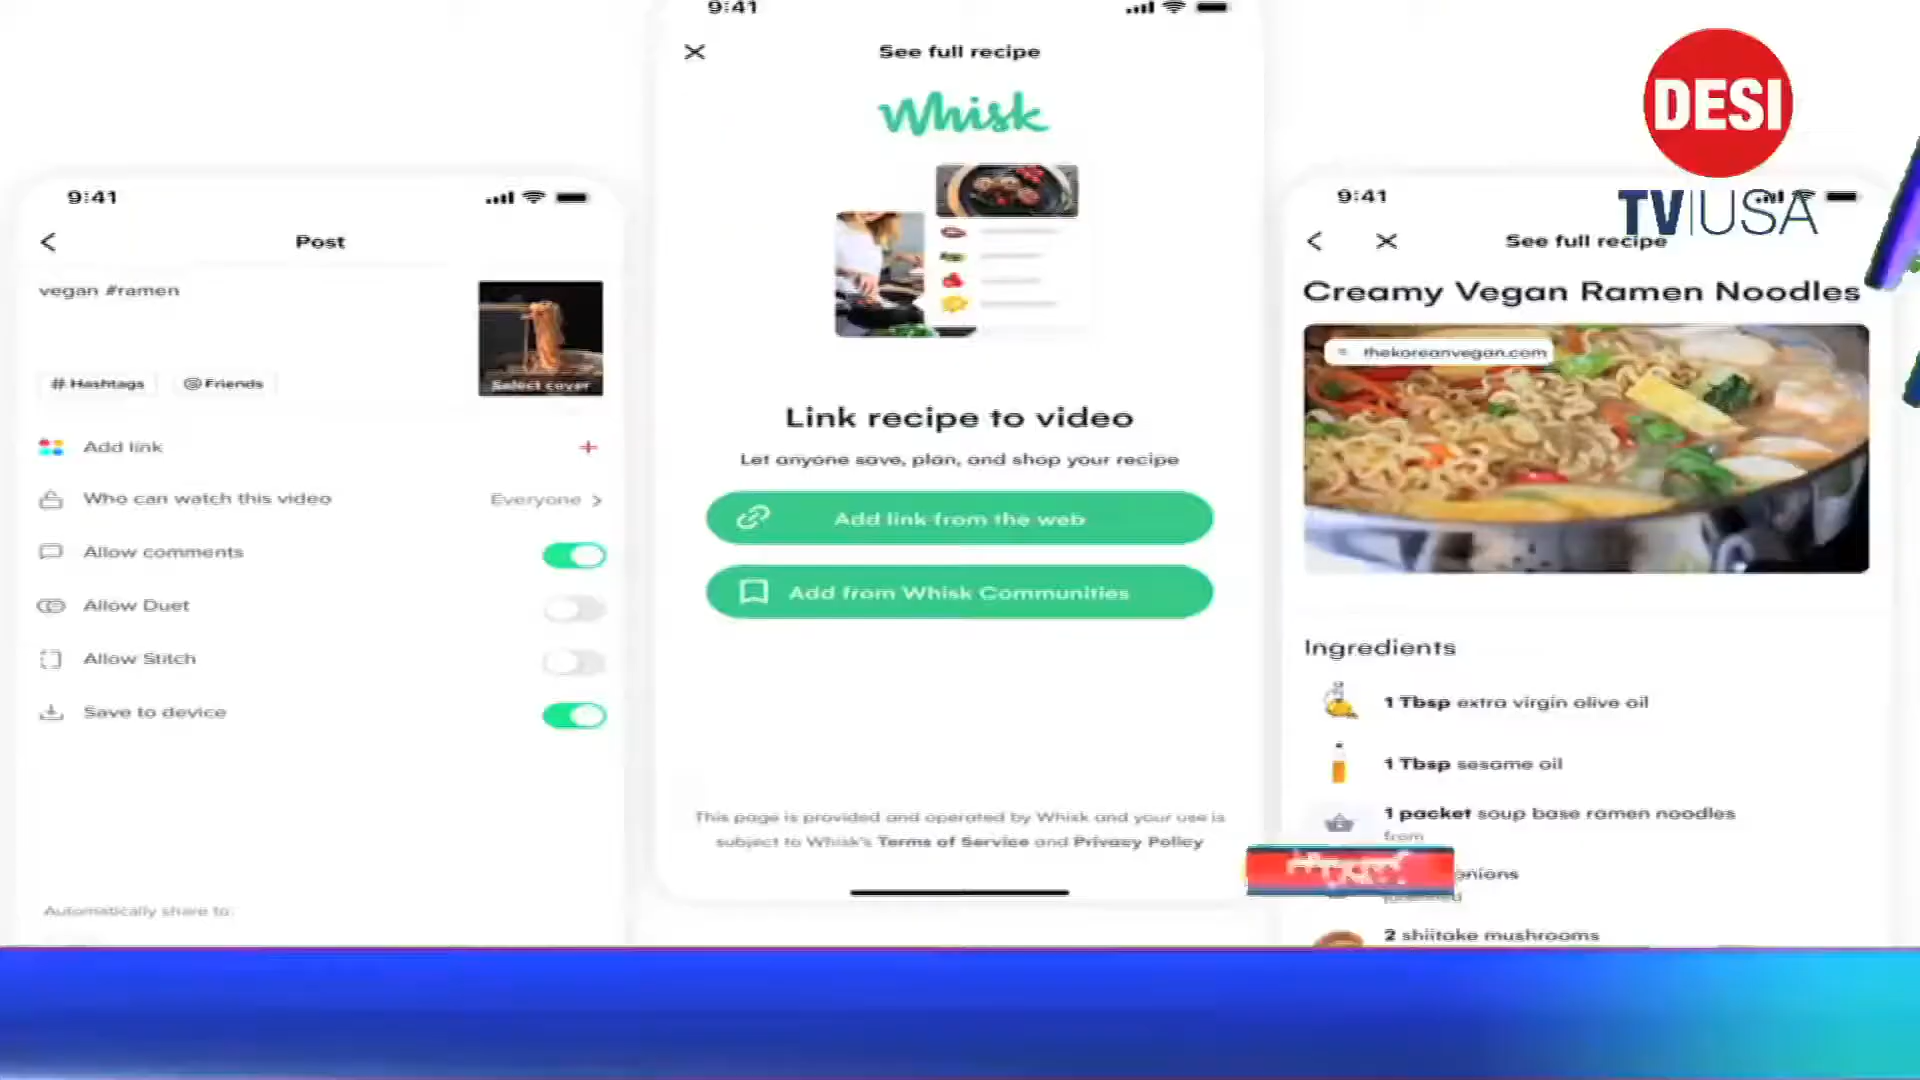 9:41
Post
vegan #ramen
Select cover
# Hashtags
@ Friends
Add link
Who can watch this video
Everyone
Allow comments
Allow Duet
Allow Stitch
Save to device
Automatically share to:
9:41
See full recipe
Whisk
Link recipe to video
Let anyone save, plan, and shop your recipe
Add link from the web
Add from Whisk Communities
This page is provided and operated by Whisk and your use is
subject to Whisk's Terms of Service and Privacy Policy
DESI
TV USA
9:41
See full recipe
Creamy Vegan Ramen Noodles
thekoreanvegan.com
Ingredients
1 Tbsp extra virgin olive oil
1 Tbsp sesame oil
1 packet soup base ramen noodles
from
onions
2 shiitake mushrooms